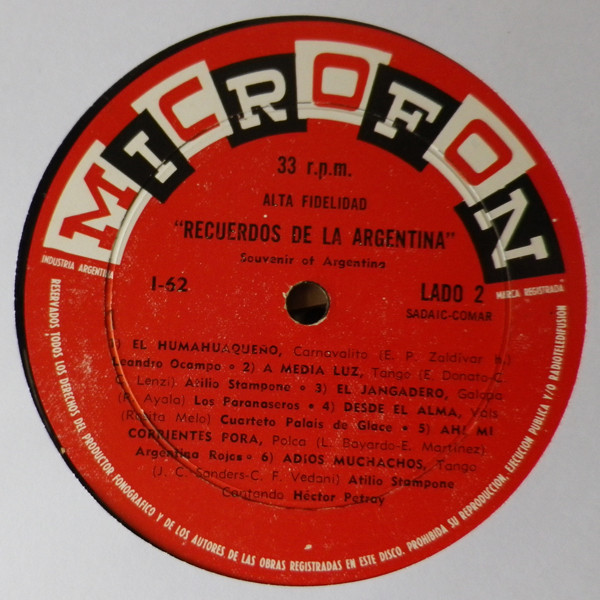 MICROFON
33 r.p.m.
ALTA FIDELIDAD
"RECUERDOS DE LA ARGENTINA"
Souvenir of Argentina
INDUSTRIA ARGENTINA
MARCA REGISTRADA
I-62
LADO 2
SADAIC-COMAR
1) EL HUMAHUAQUEÑO, Carnavalito (E. P. Zaldivar h.)
Leandro Ocampo • 2) A MEDIA LUZ, Tango (E. Donato-C.
C. Lenzi) Atilio Stampone • 3) EL JANGADERO, Galopa
(R. Ayala) Los Paranaseros • 4) DESDE EL ALMA, Vals
(Rosita Melo) Cuarteto Palais de Glace • 5) AH! MI
CORRIENTES PORA, Polca (L. Bayardo-E. Martinez)
Argentina Rojas • 6) ADIOS MUCHACHOS, Tango
(J. C. Sanders-C. F. Vedani) Atilio Stampone
Cantando Héctor Petray
RESERVADOS TODOS LOS DERECHOS DEL PRODUCTOR FONOGRAFICO Y DE LOS AUTORES DE LAS OBRAS REGISTRADAS EN ESTE DISCO. PROHIBIDA SU REPRODUCCION, EJECUCION PUBLICA Y/O RADIOTELEDIFUSION